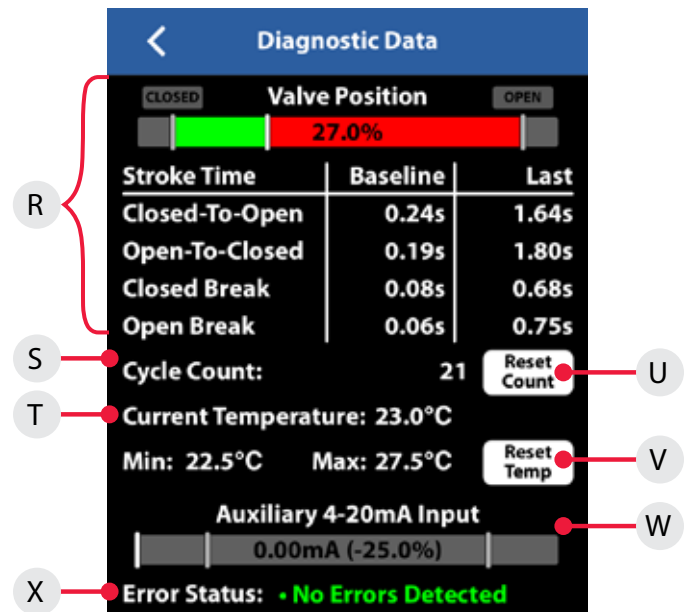 Diagnostic Data
CLOSED Valve Position OPEN
27.0%
Stroke Time Baseline Last
Closed-To-Open 0.24s 1.64s
Open-To-Closed 0.19s 1.80s
Closed Break 0.08s 0.68s
Open Break 0.06s 0.75s
R
S
Cycle Count: 21 Reset Count
U
T
Current Temperature: 23.0°C
Min: 22.5°C Max: 27.5°C Reset Temp
V
Auxiliary 4-20mA Input
W
0.00mA (-25.0%)
X
Error Status: • No Errors Detected